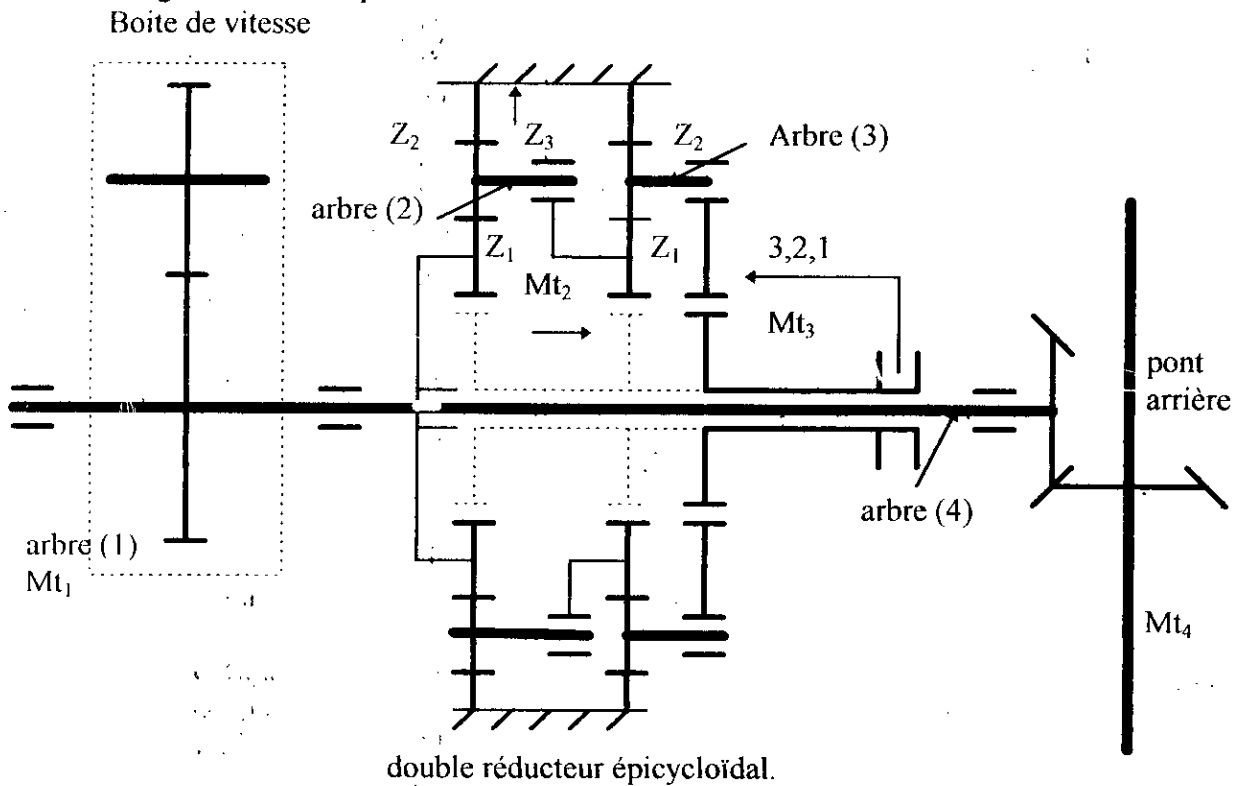 Boite de vitesse
Z₂
Z₃
Z₂
Arbre (3)
arbre (2)
Z₁
Z₁
3,2,1
Mt₂
Mt₃
pont
arrière
arbre (4)
arbre (1)
Mt₁
Mt₄
double réducteur épicycloïdal.